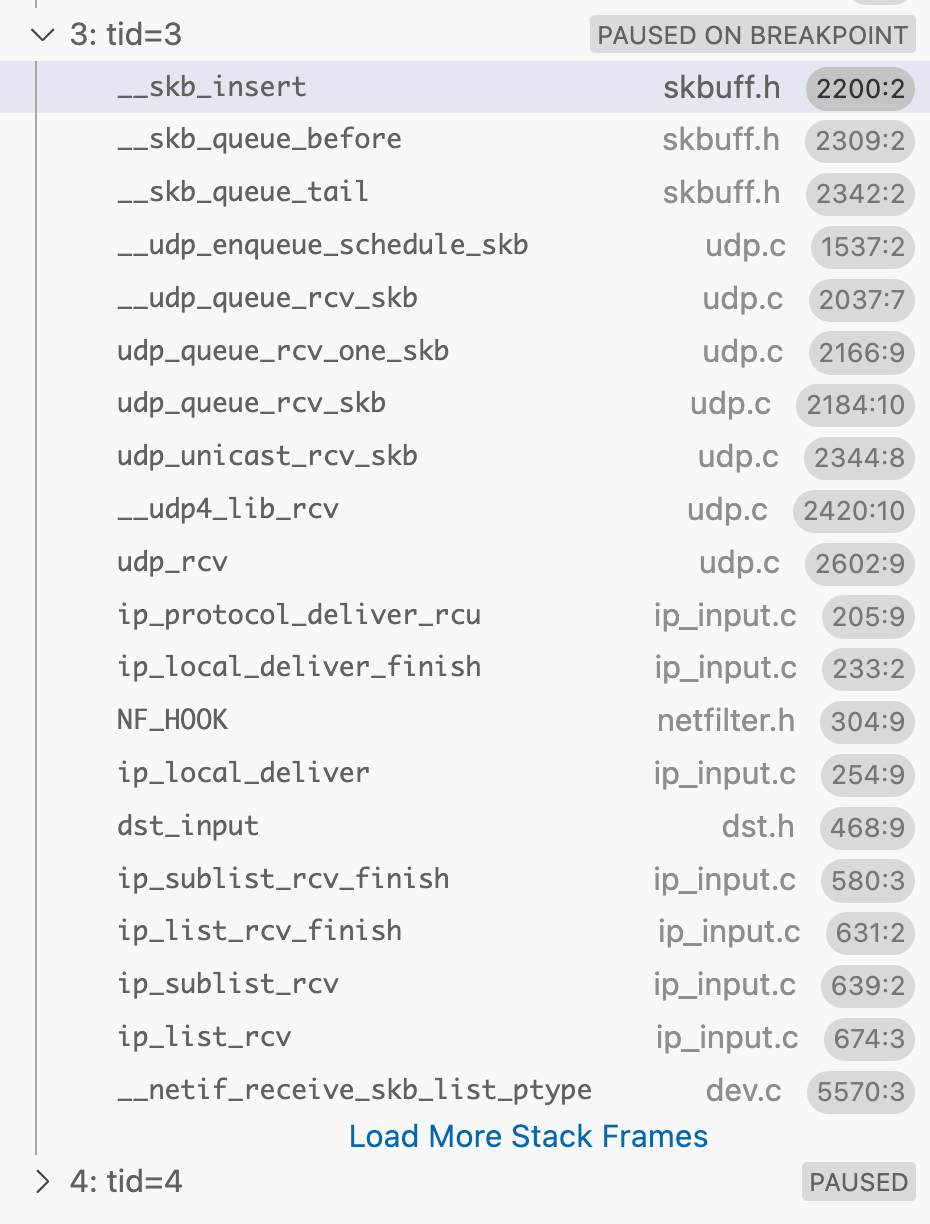 3: tid=3 PAUSED ON BREAKPOINT
__skb_insert skbuff.h 2200:2
__skb_queue_before skbuff.h 2309:2
__skb_queue_tail skbuff.h 2342:2
__udp_enqueue_schedule_skb udp.c 1537:2
__udp_queue_rcv_skb udp.c 2037:7
udp_queue_rcv_one_skb udp.c 2166:9
udp_queue_rcv_skb udp.c 2184:10
udp_unicast_rcv_skb udp.c 2344:8
__udp4_lib_rcv udp.c 2420:10
udp_rcv udp.c 2602:9
ip_protocol_deliver_rcu ip_input.c 205:9
ip_local_deliver_finish ip_input.c 233:2
NF_HOOK netfilter.h 304:9
ip_local_deliver ip_input.c 254:9
dst_input dst.h 468:9
ip_sublist_rcv_finish ip_input.c 580:3
ip_list_rcv_finish ip_input.c 631:2
ip_sublist_rcv ip_input.c 639:2
ip_list_rcv ip_input.c 674:3
__netif_receive_skb_list_ptype dev.c 5570:3
Load More Stack Frames
4: tid=4 PAUSED